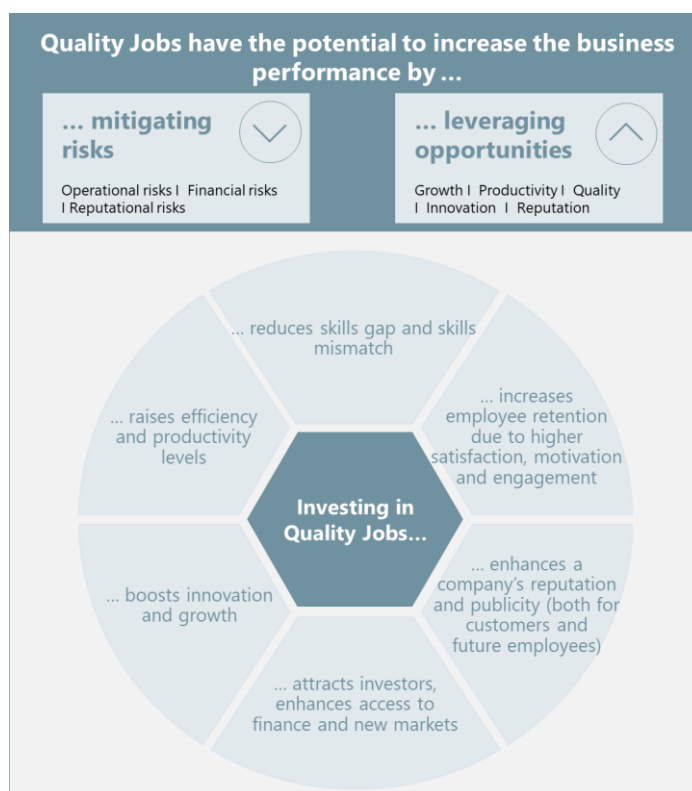 Quality Jobs have the potential to increase the business
performance by …
… mitigating
risks
Operational risks I Financial risks
I Reputational risks
… leveraging
opportunities
Growth I Productivity I Quality
I Innovation I Reputation
… reduces skills gap and skills
mismatch
… increases
employee retention
due to higher
satisfaction, motivation
and engagement
… enhances a
company’s reputation
and publicity (both for
customers and
future employees)
… attracts investors,
enhances access to
finance and new markets
… boosts innovation
and growth
… raises efficiency
and productivity
levels
Investing in
Quality Jobs…